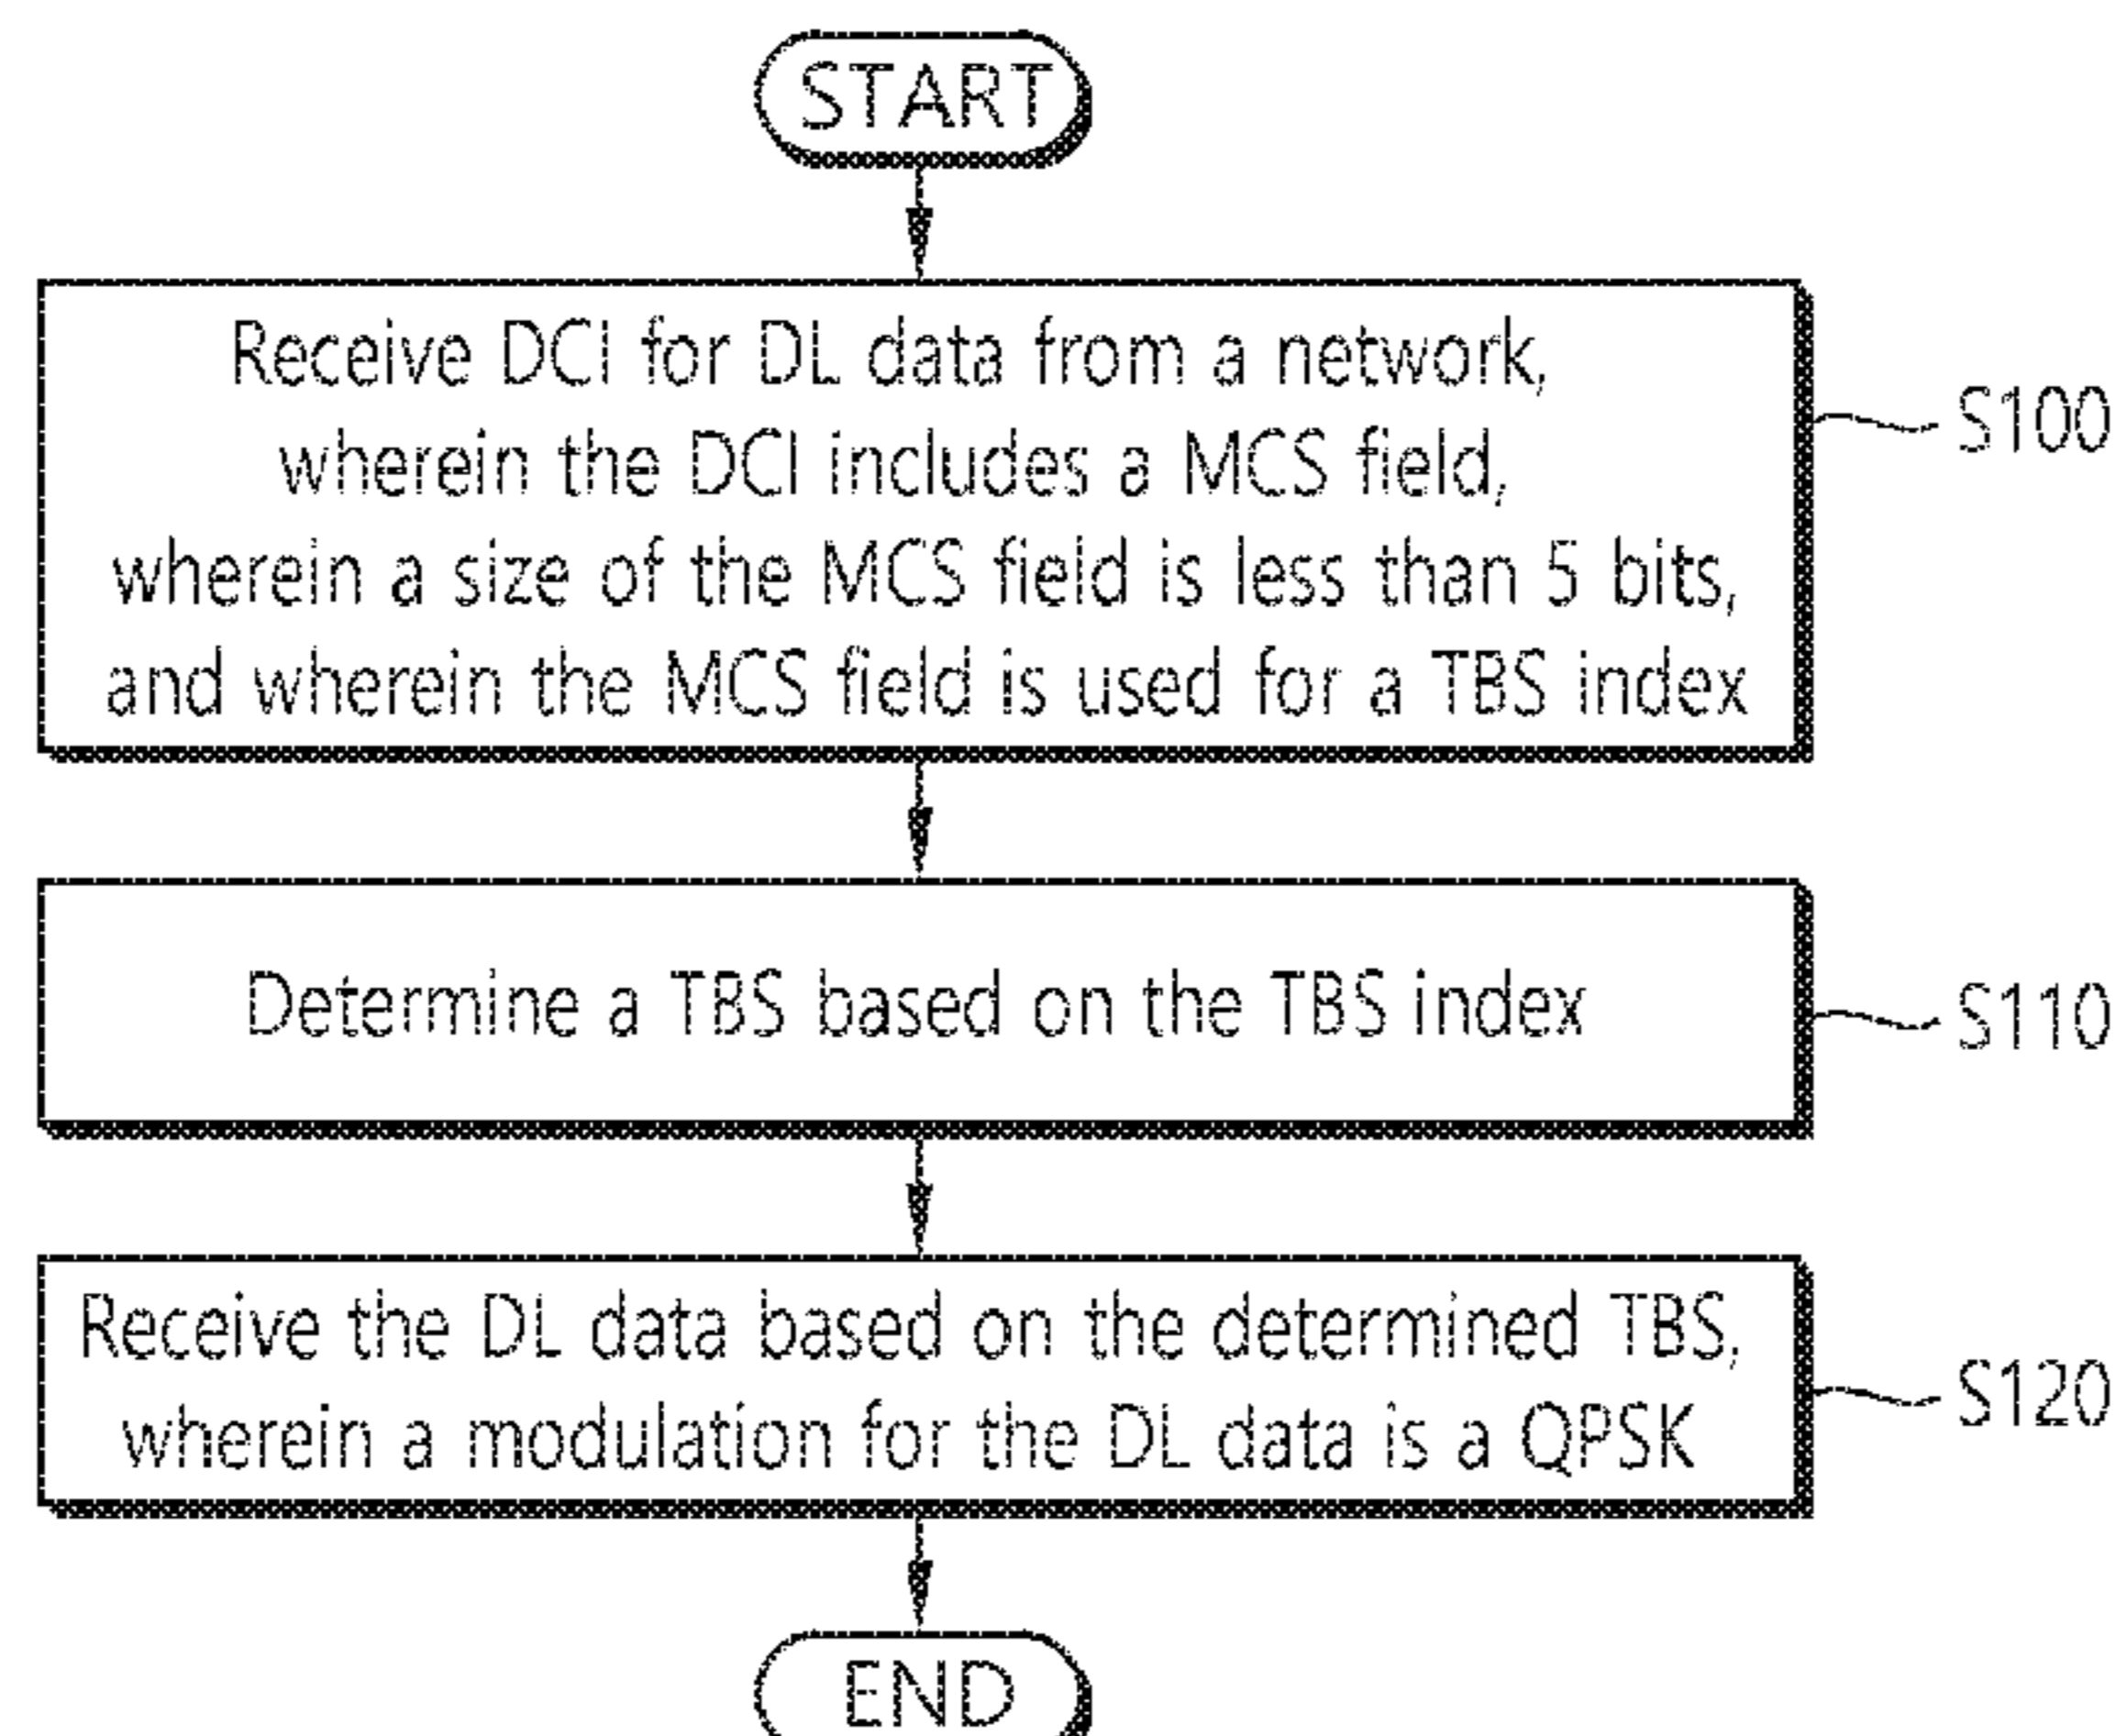 START
Receive DCI for DL data from a network,
wherein the DCI includes a MCS field,
wherein a size of the MCS field is less than 5 bits,
and wherein the MCS field is used for a TBS index
S100
Determine a TBS based on the TBS index
S110
Receive the DL data based on the determined TBS,
wherein a modulation for the DL data is a QPSK
S120
END